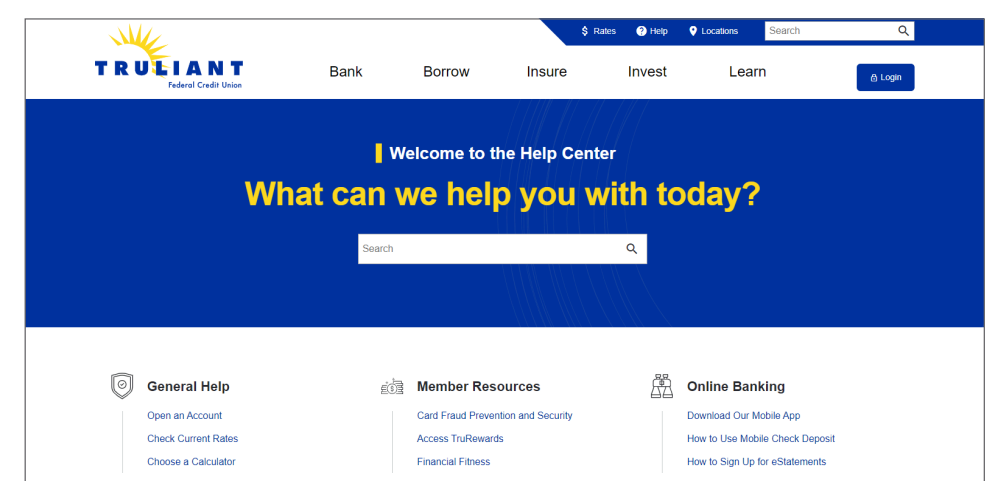 Rates Help Locations Search
TRULIANT
Federal Credit Union
Bank Borrow Insure Invest Learn
Login
Welcome to the Help Center
What can we help you with today?
Search
General Help
Open an Account
Check Current Rates
Choose a Calculator
Member Resources
Card Fraud Prevention and Security
Access TruRewards
Financial Fitness
Online Banking
Download Our Mobile App
How to Use Mobile Check Deposit
How to Sign Up for eStatements